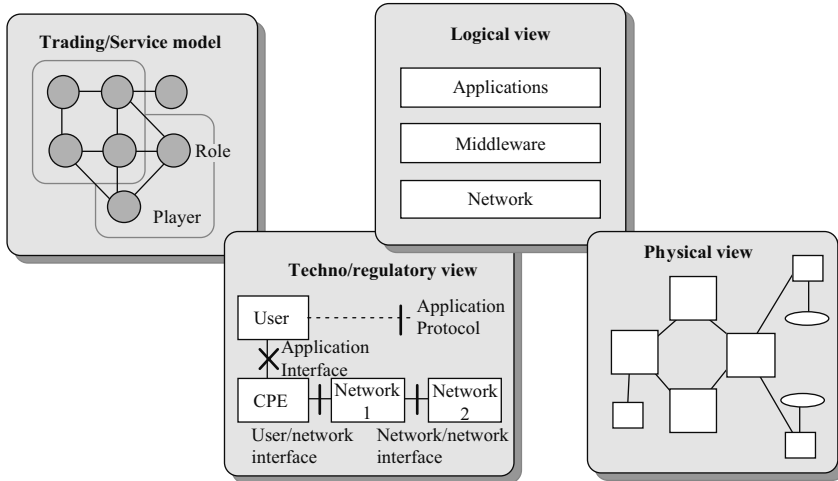 Trading/Service model
Role
Player
Logical view
Applications
Middleware
Network
Techno/regulatory view
User
Application
Protocol
Application
Interface
CPE
Network
1
Network
2
User/network
interface
Network/network
interface
Physical view